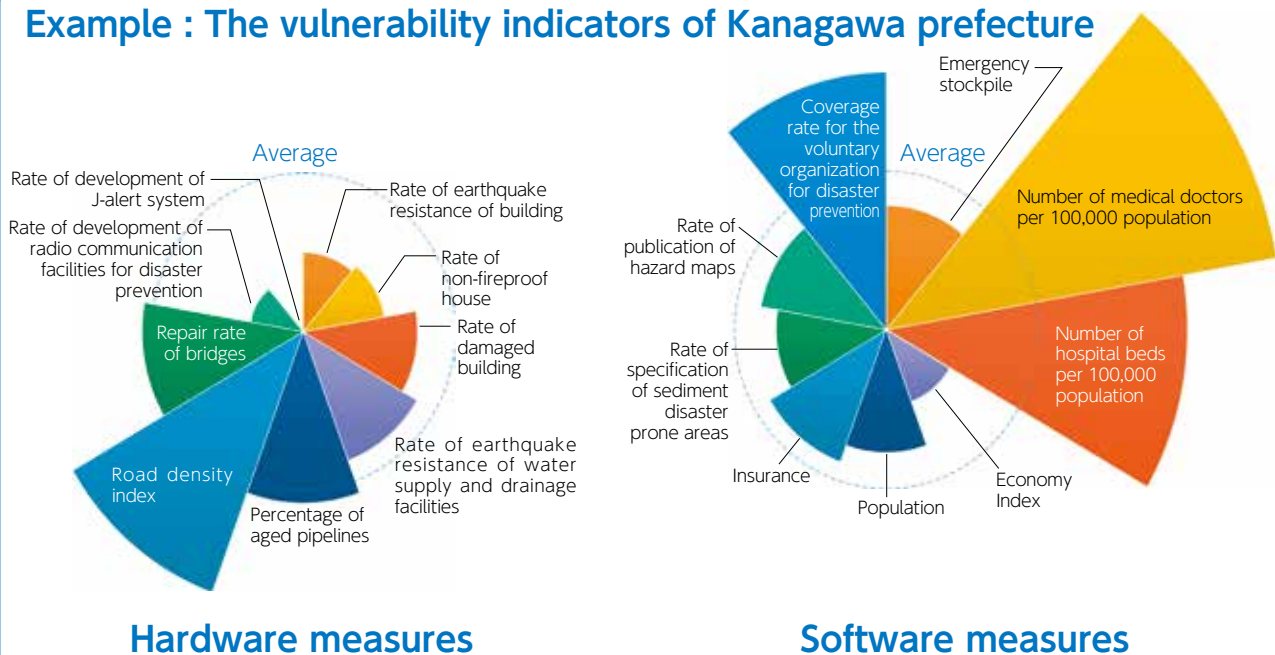 Example : The vulnerability indicators of Kanagawa prefecture
Average
Rate of development of
J-alert system
Rate of development of
radio communication
facilities for disaster
prevention
Repair rate
of bridges
Road density
index
Percentage of
aged pipelines
Rate of earthquake
resistance of water
supply and drainage
facilities
Rate of
damaged
building
Rate of
non-fireproof
house
Rate of earthquake
resistance of building
Hardware measures
Emergency
stockpile
Average
Coverage
rate for the
voluntary
organization
for disaster
prevention
Number of medical doctors
per 100,000 population
Rate of
publication of
hazard maps
Number of
hospital beds
per 100,000
population
Rate of
specification
of sediment
disaster
prone areas
Insurance
Population
Economy
Index
Software measures